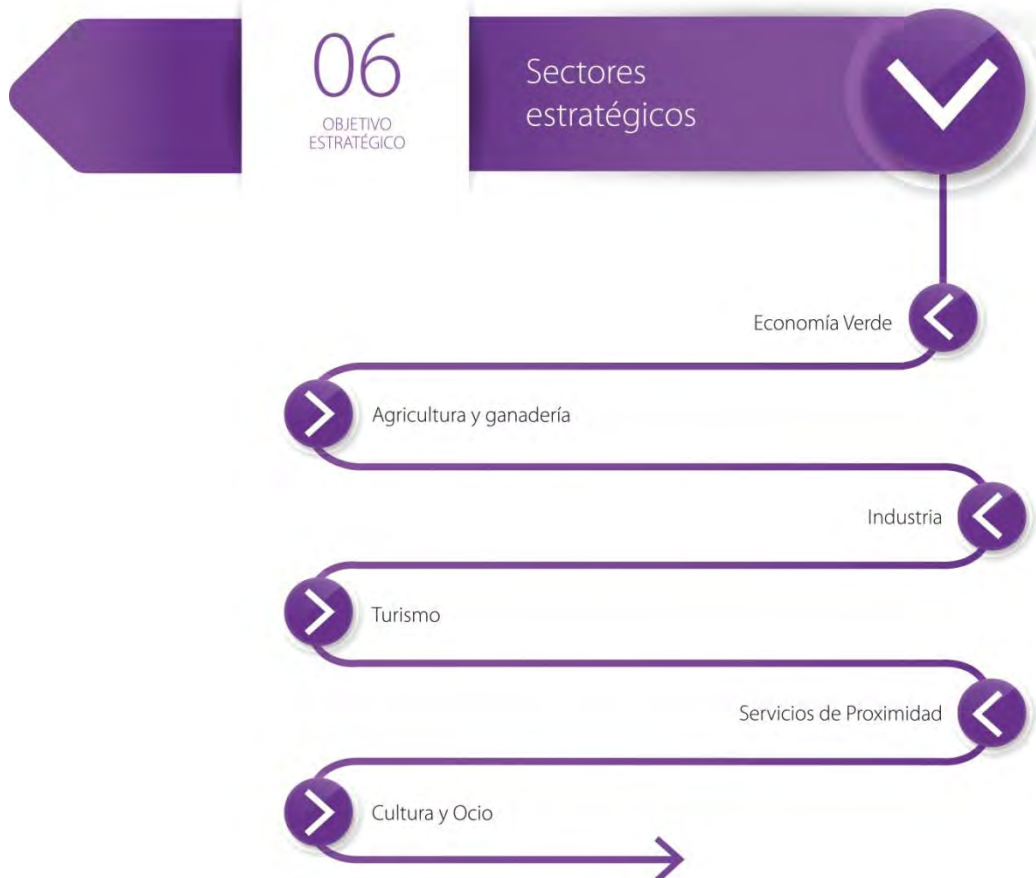 06
OBJETIVO
ESTRATÉGICO
Sectores
estratégicos
Economía Verde
Agricultura y ganadería
Industria
Turismo
Servicios de Proximidad
Cultura y Ocio